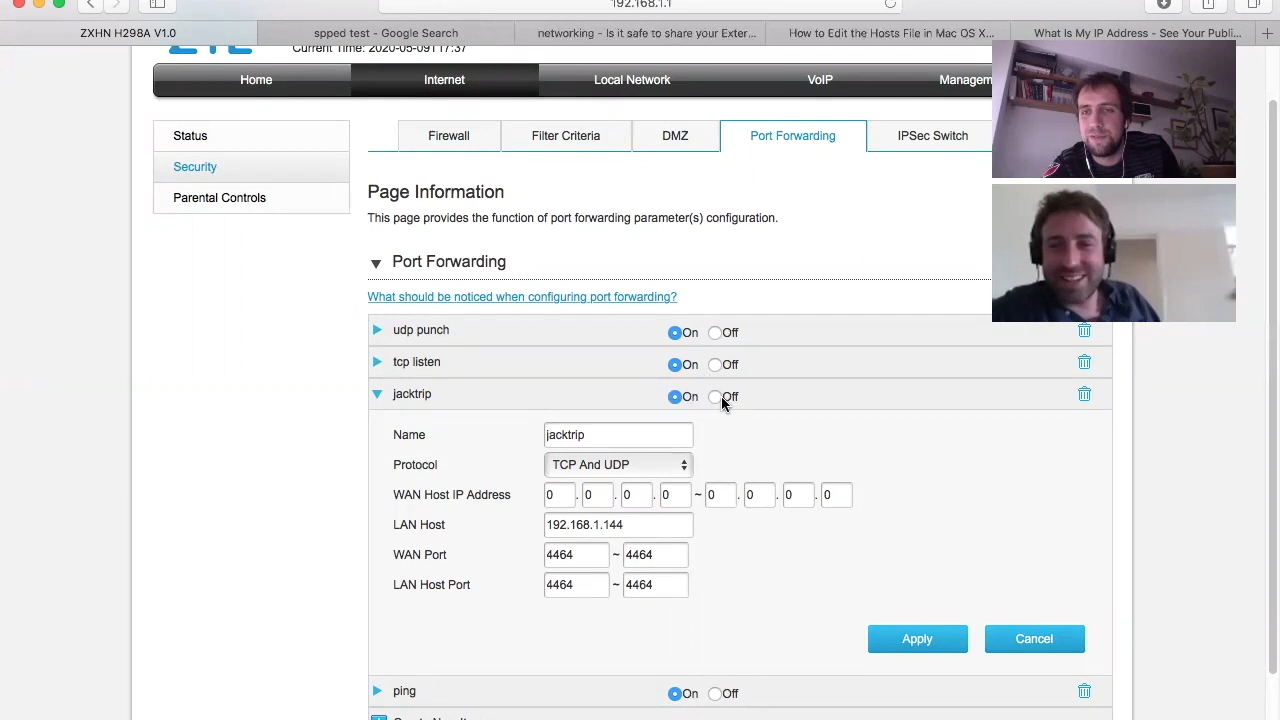 192.168.1.1
ZXHN H298A V1.0
spped test - Google Search
networking - Is it safe to share your Exter...
How to Edit the Hosts File in Mac OS X...
What Is My IP Address - See Your Publi...
ZTE
Current Time: 2020-05-09T17:37
Home
Internet
Local Network
VoIP
Managem
Status
Security
Parental Controls
Firewall
Filter Criteria
DMZ
Port Forwarding
IPSec Switch
Page Information
This page provides the function of port forwarding parameter(s) configuration.
Port Forwarding
What should be noticed when configuring port forwarding?
udp punch On Off
tcp listen On Off
jacktrip On Off
Name jacktrip
Protocol TCP And UDP
WAN Host IP Address 0 . 0 . 0 . 0 ~ 0 . 0 . 0 . 0
LAN Host 192.168.1.144
WAN Port 4464 ~ 4464
LAN Host Port 4464 ~ 4464
Apply Cancel
ping On Off